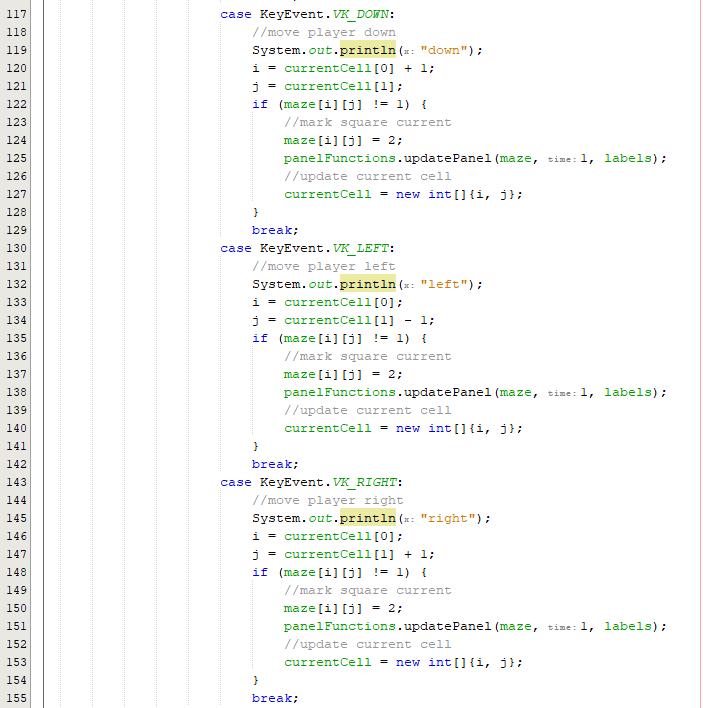 117 case KeyEvent.VK_DOWN:
118 //move player down
119 System.out.println(x: "down");
120 i = currentCell[0] + 1;
121 j = currentCell[1];
122 if (maze[i][j] != 1) {
123 //mark square current
124 maze[i][j] = 2;
125 panelFunctions.updatePanel(maze, time: 1, labels);
126 //update current cell
127 currentCell = new int[]{i, j};
128 }
129 break;
130 case KeyEvent.VK_LEFT:
131 //move player left
132 System.out.println(x: "left");
133 i = currentCell[0];
134 j = currentCell[1] - 1;
135 if (maze[i][j] != 1) {
136 //mark square current
137 maze[i][j] = 2;
138 panelFunctions.updatePanel(maze, time: 1, labels);
139 //update current cell
140 currentCell = new int[]{i, j};
141 }
142 break;
143 case KeyEvent.VK_RIGHT:
144 //move player right
145 System.out.println(x: "right");
146 i = currentCell[0];
147 j = currentCell[1] + 1;
148 if (maze[i][j] != 1) {
149 //mark square current
150 maze[i][j] = 2;
151 panelFunctions.updatePanel(maze, time: 1, labels);
152 //update current cell
153 currentCell = new int[]{i, j};
154 }
155 break;